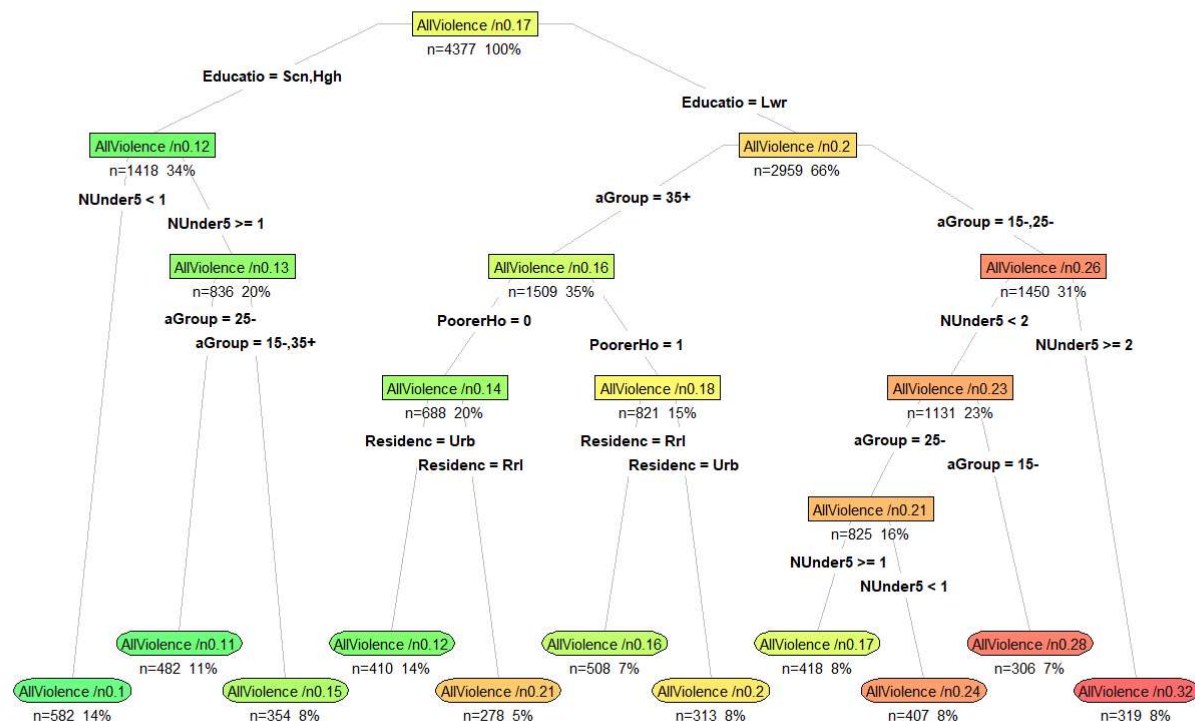 AllViolence /n0.17
n=4377 100%
Educatio = Scn,Hgh
Educatio = Lwr
AllViolence /n0.12
n=1418 34%
AllViolence /n0.2
n=2959 66%
NUnder5 < 1
NUnder5 >= 1
aGroup = 35+
aGroup = 15-,25-
AllViolence /n0.13
n=836 20%
AllViolence /n0.16
n=1509 35%
AllViolence /n0.26
n=1450 31%
aGroup = 25-
aGroup = 15-,35+
PoorerHo = 0
PoorerHo = 1
NUnder5 < 2
NUnder5 >= 2
AllViolence /n0.14
n=688 20%
AllViolence /n0.18
n=821 15%
AllViolence /n0.23
n=1131 23%
Residenc = Urb
Residenc = Rrl
Residenc = Rrl
Residenc = Urb
aGroup = 25-
aGroup = 15-
AllViolence /n0.21
n=825 16%
NUnder5 >= 1
NUnder5 < 1
AllViolence /n0.11
n=482 11%
AllViolence /n0.12
n=410 14%
AllViolence /n0.16
n=508 7%
AllViolence /n0.17
n=418 8%
AllViolence /n0.28
n=306 7%
AllViolence /n0.1
n=582 14%
AllViolence /n0.15
n=354 8%
AllViolence /n0.21
n=278 5%
AllViolence /n0.2
n=313 8%
AllViolence /n0.24
n=407 8%
AllViolence /n0.32
n=319 8%